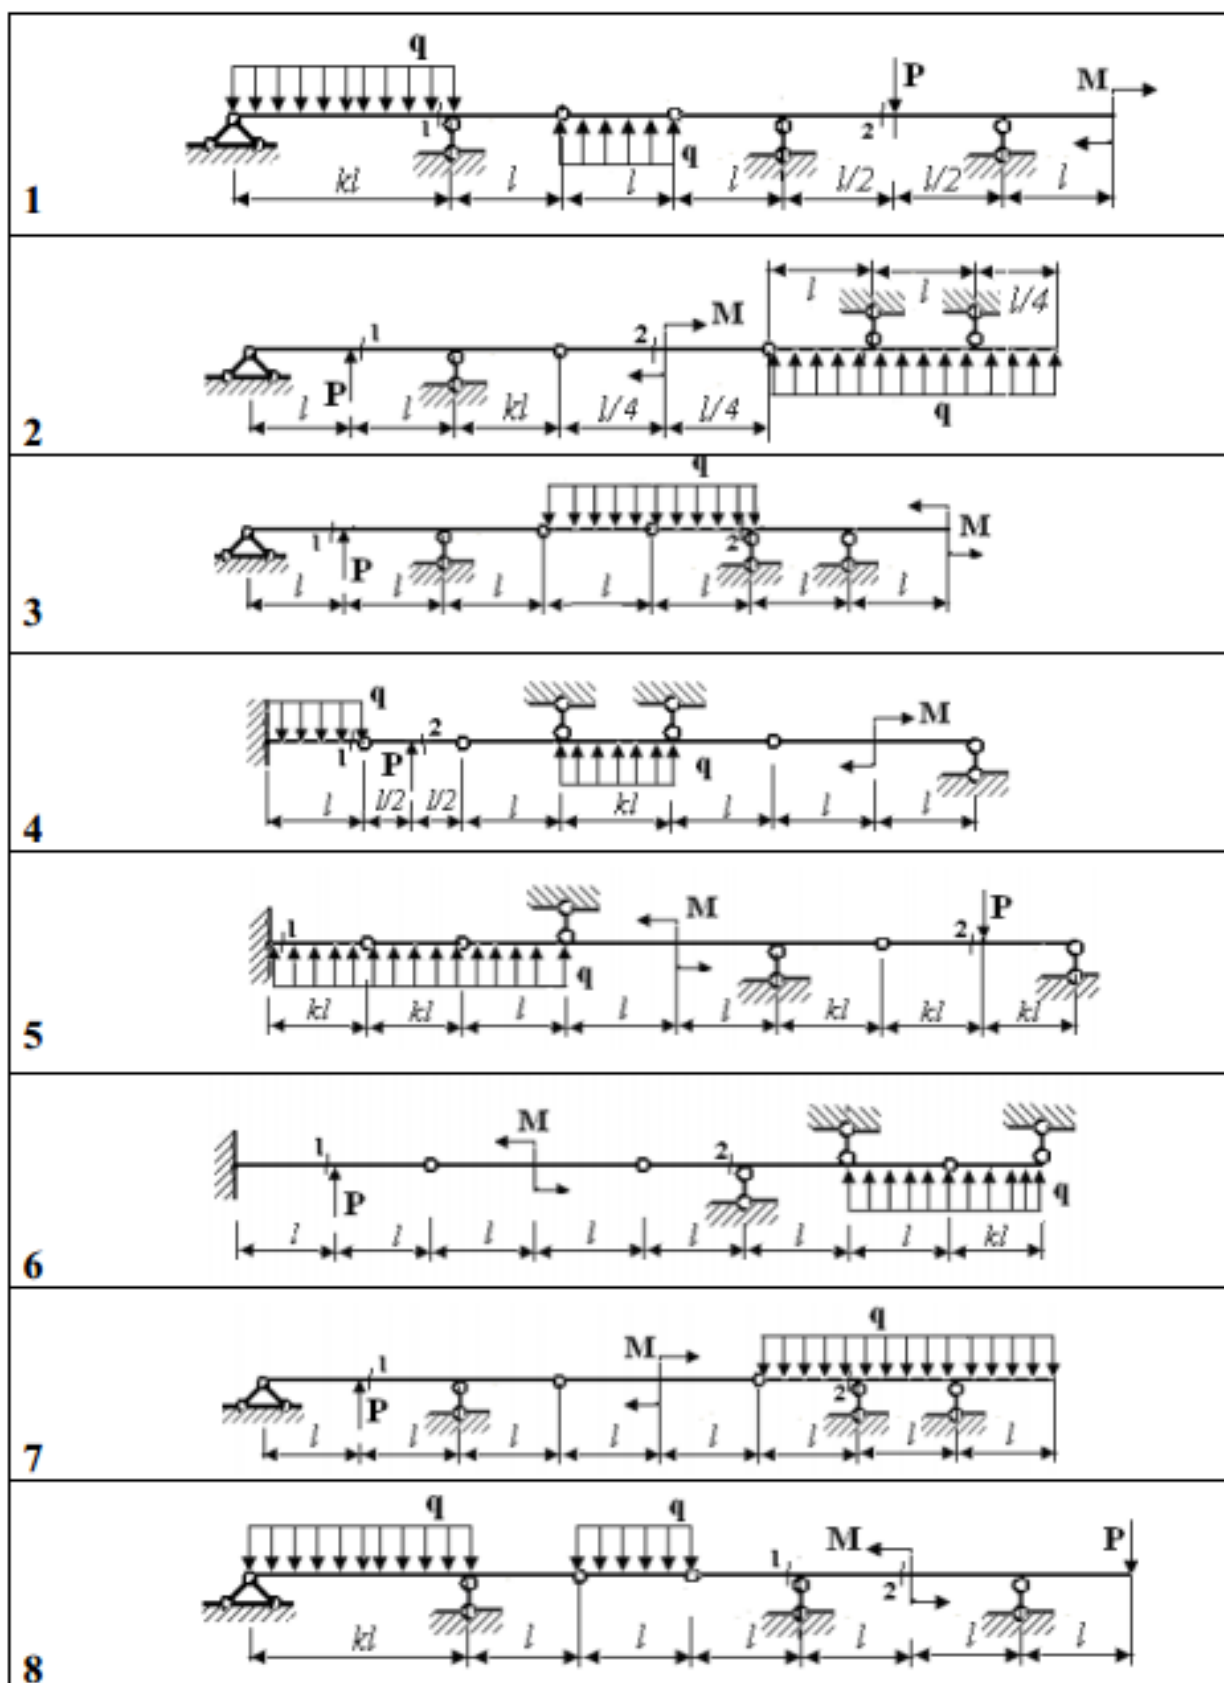 q P M
1 2
q
kl l l l l/2 l/2 l
1
l l l/4
1 2 M
P q
l l kl l/4 l/4
2
q
M
1 P 2
l l l l l l l
3
q 2 M
1 P q
l l/2 l/2 l kl l l l
4
M P
1 2
q
kl kl l l l kl kl kl
5
M
1 2
P q
l l l l l l l kl
6
q
M
1
P 2
l l l l l l l l
7
q q M P
1 2
kl l l l l l l
8